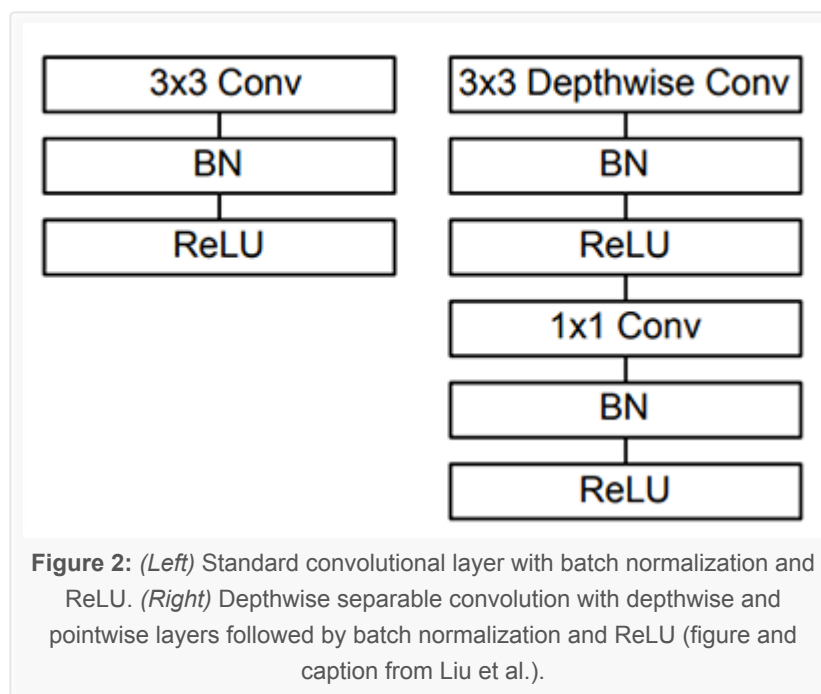 3x3 Conv
BN
ReLU
3x3 Depthwise Conv
BN
ReLU
1x1 Conv
BN
ReLU
Figure 2: (Left) Standard convolutional layer with batch normalization and
ReLU. (Right) Depthwise separable convolution with depthwise and
pointwise layers followed by batch normalization and ReLU (figure and
caption from Liu et al.).